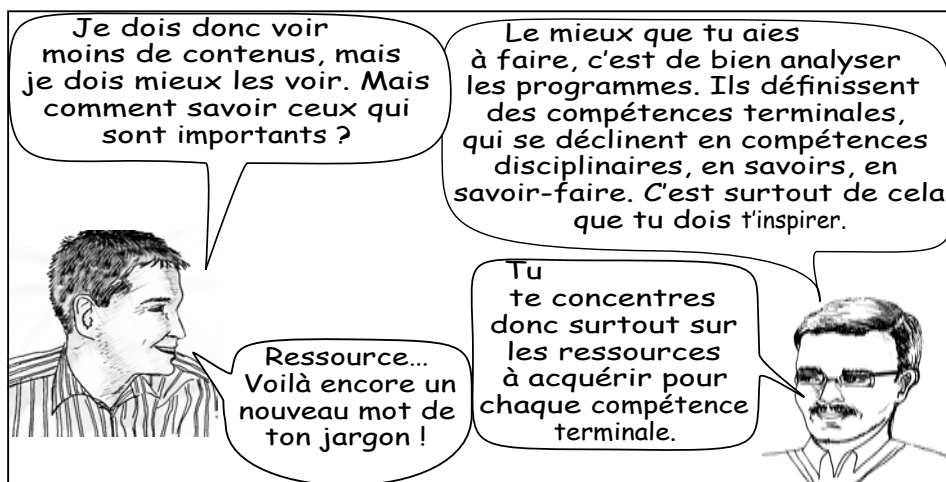 Je dois donc voir
moins de contenus, mais
je dois mieux les voir. Mais
comment savoir ceux qui
sont importants ?
Le mieux que tu aies
à faire, c’est de bien analyser
les programmes. Ils définissent
des compétences terminales,
qui se déclinent en compétences
disciplinaires, en savoirs, en
savoir-faire. C’est surtout de cela
que tu dois t’inspirer.
Tu
te concentres
donc surtout sur
les ressources
à acquérir pour
chaque compétence
terminale.
Ressource...
Voilà encore un
nouveau mot de
ton jargon !